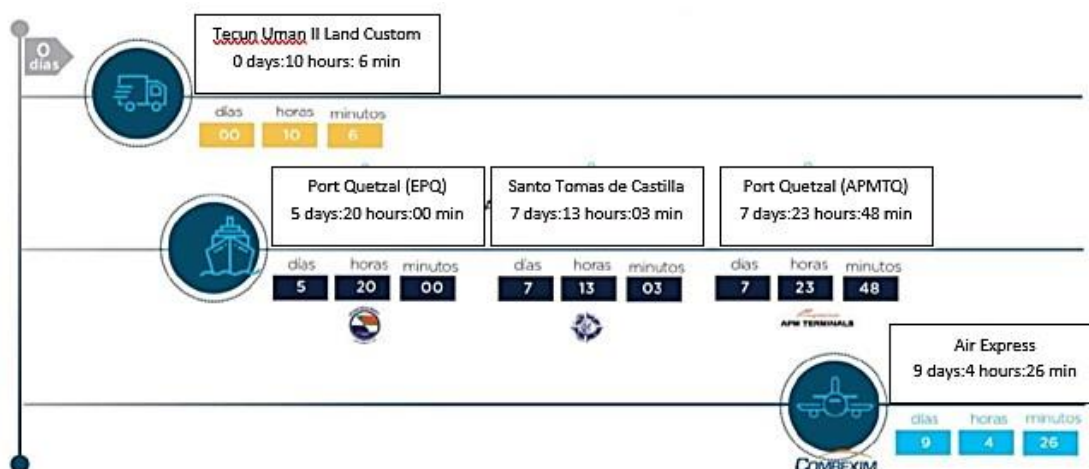 0
días
Tecun Uman II Land Custom
0 days:10 hours: 6 min
días horas minutos
00 10 6
Port Quetzal (EPQ)
5 days:20 hours:00 min
Santo Tomas de Castilla
7 days:13 hours:03 min
Port Quetzal (APMTQ)
7 days:23 hours:48 min
días horas minutos
5 20 00
días horas minutos
7 13 03
días horas minutos
7 23 48
APM TERMINALS
Air Express
9 days:4 hours:26 min
días horas minutos
9 4 26
COMBEXIM